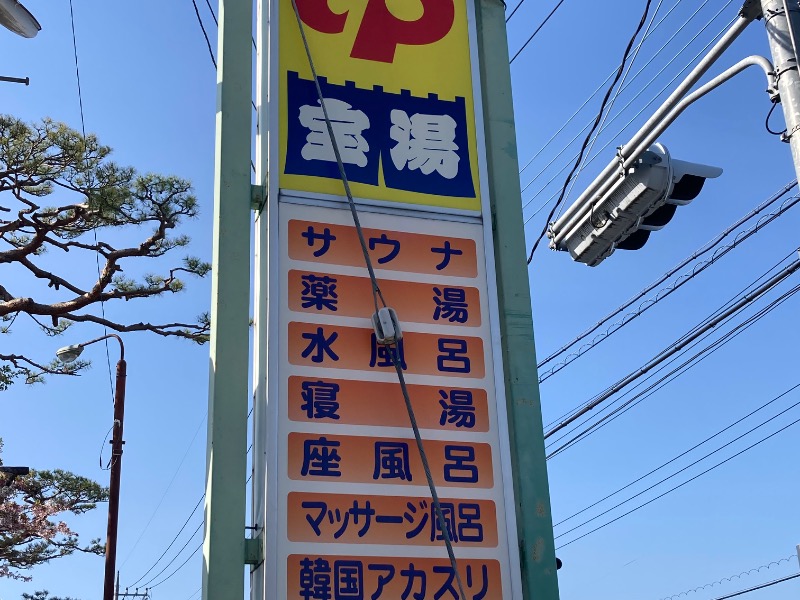 宝湯
サウナ
薬湯
水風呂
寝湯
座風呂
マッサージ風呂
韓国アカスリ